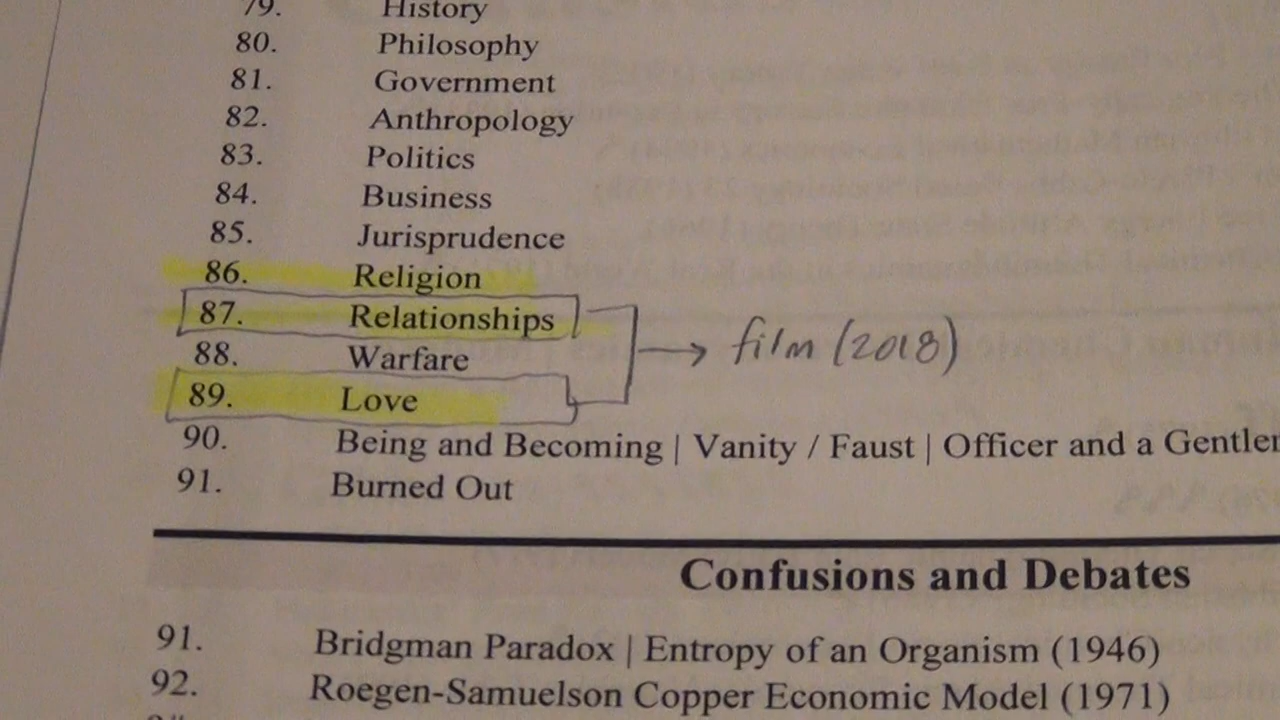 79. History
80. Philosophy
81. Government
82. Anthropology
83. Politics
84. Business
85. Jurisprudence
86. Religion
87. Relationships
88. Warfare
89. Love
film (2018)
90. Being and Becoming | Vanity / Faust | Officer and a Gentler
91. Burned Out
Confusions and Debates
91. Bridgman Paradox | Entropy of an Organism (1946)
92. Roegen-Samuelson Copper Economic Model (1971)